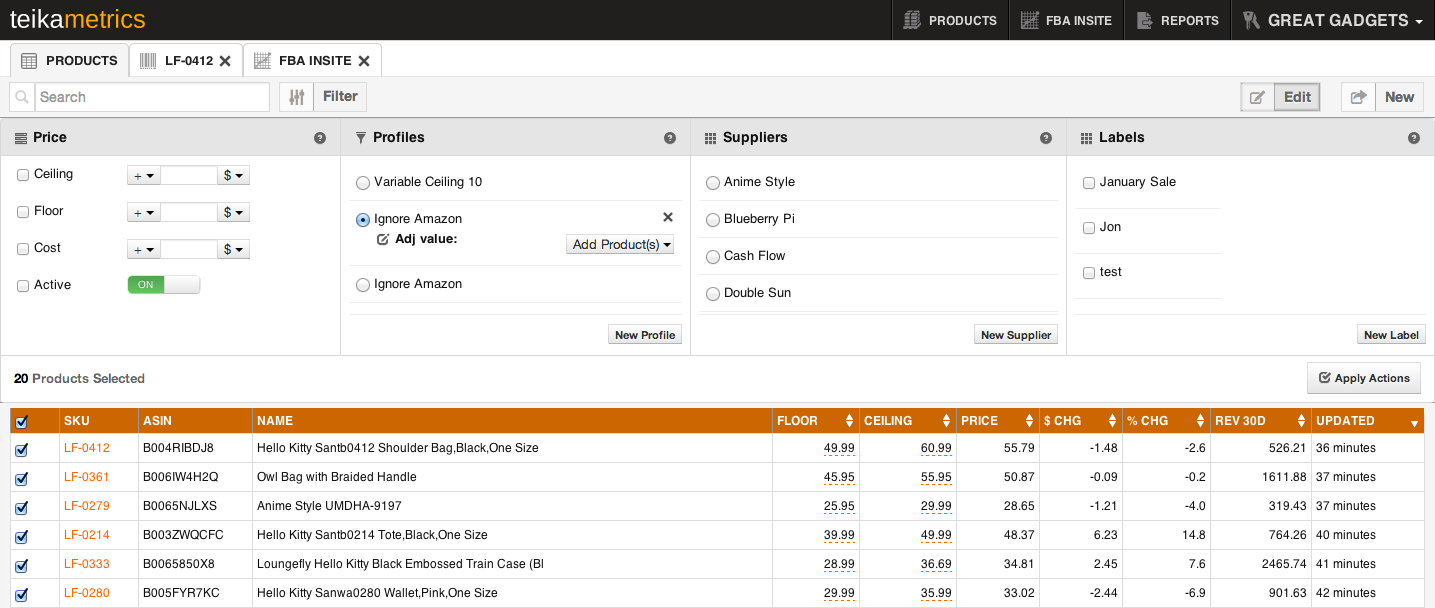 teikametrics PRODUCTS FBA INSITE REPORTS GREAT GADGETS
PRODUCTS LF-0412 FBA INSITE
Search Filter Edit New
Price Profiles Suppliers Labels
Ceiling + $ Variable Ceiling 10 Anime Style January Sale
Floor + $ Ignore Amazon Blueberry Pi Jon
Adj value: Add Product(s)
Cost + $ Cash Flow test
Active ON Ignore Amazon Double Sun
New Profile New Supplier New Label
20 Products Selected Apply Actions
SKU ASIN NAME FLOOR CEILING PRICE $ CHG % CHG REV 30D UPDATED
LF-0412 B004RIBDJ8 Hello Kitty Santb0412 Shoulder Bag,Black,One Size 49.99 60.99 55.79 -1.48 -2.6 526.21 36 minutes
LF-0361 B006IW4H2Q Owl Bag with Braided Handle 45.95 55.95 50.87 -0.09 -0.2 1611.88 37 minutes
LF-0279 B0065NJLXS Anime Style UMDHA-9197 25.95 29.99 28.65 -1.21 -4.0 319.43 37 minutes
LF-0214 B003ZWQCFC Hello Kitty Santb0214 Tote,Black,One Size 39.99 49.99 48.37 6.23 14.8 764.26 40 minutes
LF-0333 B0065850X8 Loungefly Hello Kitty Black Embossed Train Case (Bl 28.99 36.69 34.81 2.45 7.6 2465.74 41 minutes
LF-0280 B005FYR7KC Hello Kitty Sanwa0280 Wallet,Pink,One Size 29.99 35.99 33.02 -2.44 -6.9 901.63 42 minutes